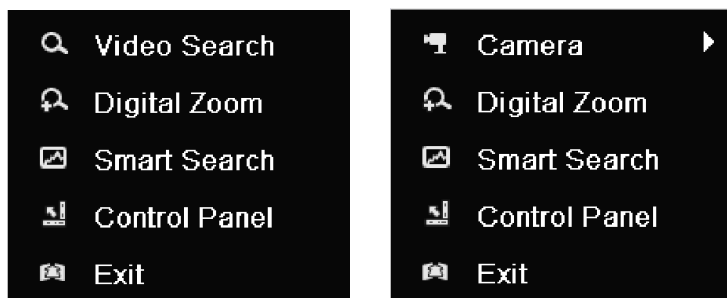 Video Search
Digital Zoom
Smart Search
Control Panel
Exit
Camera
Digital Zoom
Smart Search
Control Panel
Exit